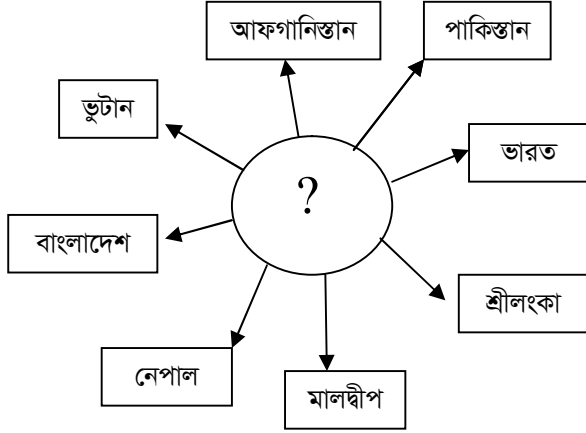 আফগানিস্তান
পাকিস্তান
ভুটান
ভারত
?
বাংলাদেশ
শ্রীলংকা
নেপাল
মালদ্বীপ